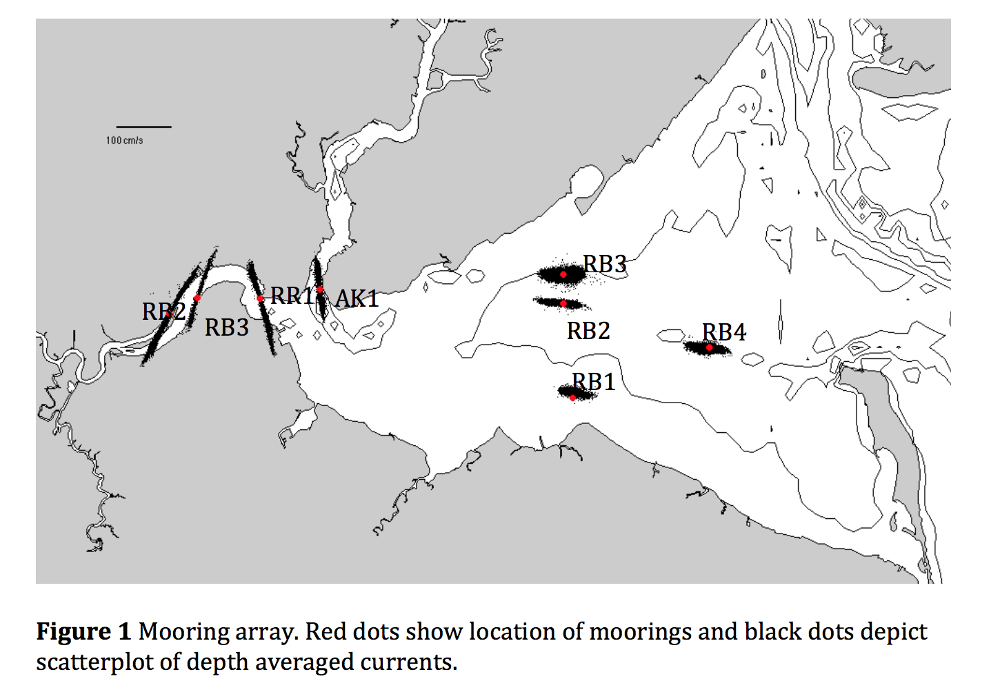 100 cm/s
RB3
RR1
AK1
RB2
RB3
RB2
RB4
RB1
Figure 1 Mooring array. Red dots show location of moorings and black dots depict
scatterplot of depth averaged currents.